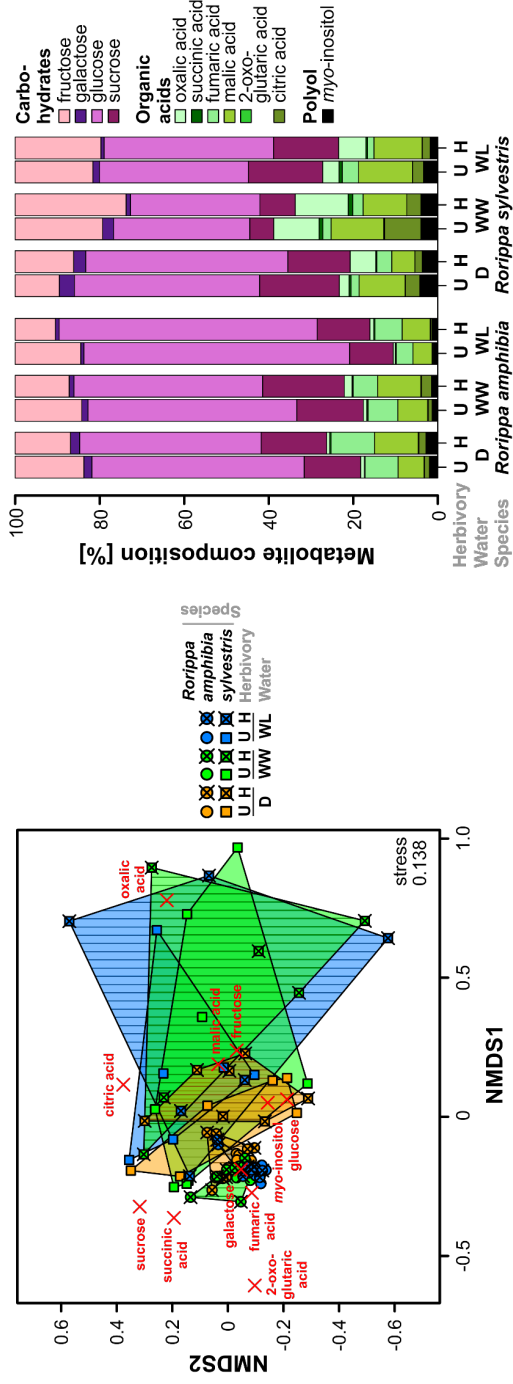 0.6
0.4
0.2
0
-0.2
-0.4
-0.6
NMDS2
-0.5
0
0.5
1.0
NMDS1
stress
0.138
sucrose
citric acid
succinic
acid
oxalic
acid
malic acid
fructose
galactose
fumaric
acid
myo-inositol
glucose
2-oxo-
glutaric
acid
Rorippa
amphibia
sylvestris
Species
U H U H U H
Herbivory
D WW WL
Water
100
80
60
40
20
0
Metabolite composition [%]
Herbivory
Water
Species
U H U H U H U H U H U H
D WW WL D WW WL
Rorippa amphibia Rorippa sylvestris
Carbo-
hydrates
fructose
galactose
glucose
sucrose
Organic
acids
oxalic acid
succinic acid
fumaric acid
malic acid
2-oxo-
glutaric acid
citric acid
Polyol
myo-inositol